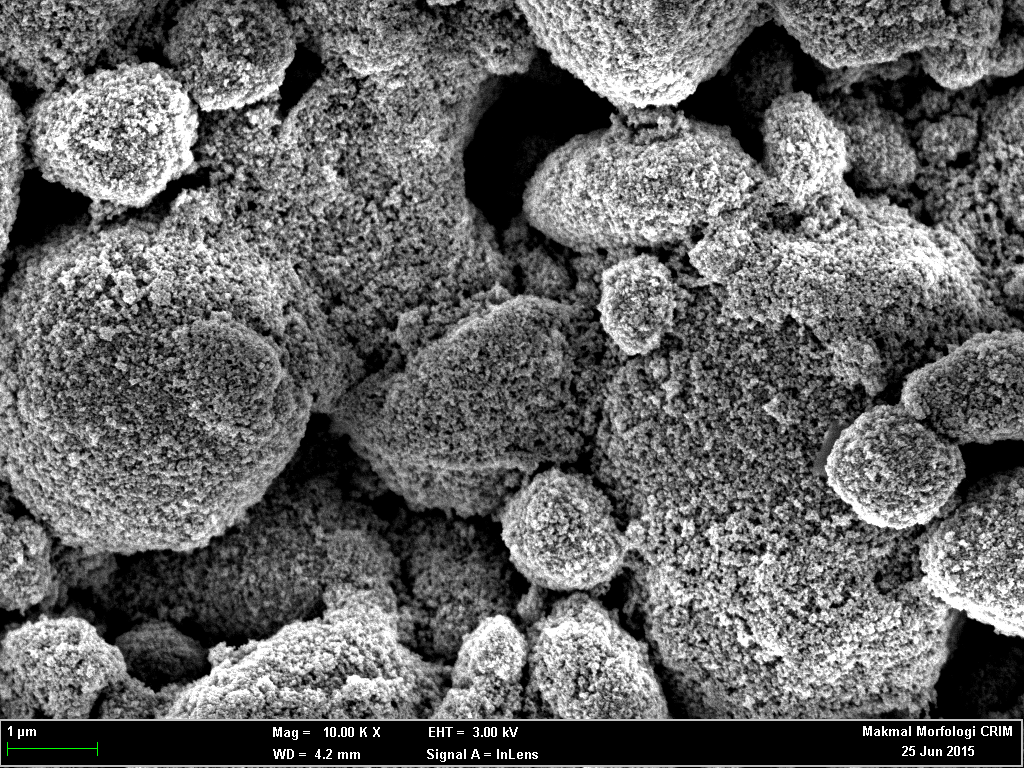 1 µm
Mag = 10.00 K X EHT = 3.00 kV Makmal Morfologi CRIM
WD = 4.2 mm Signal A = InLens 25 Jun 2015